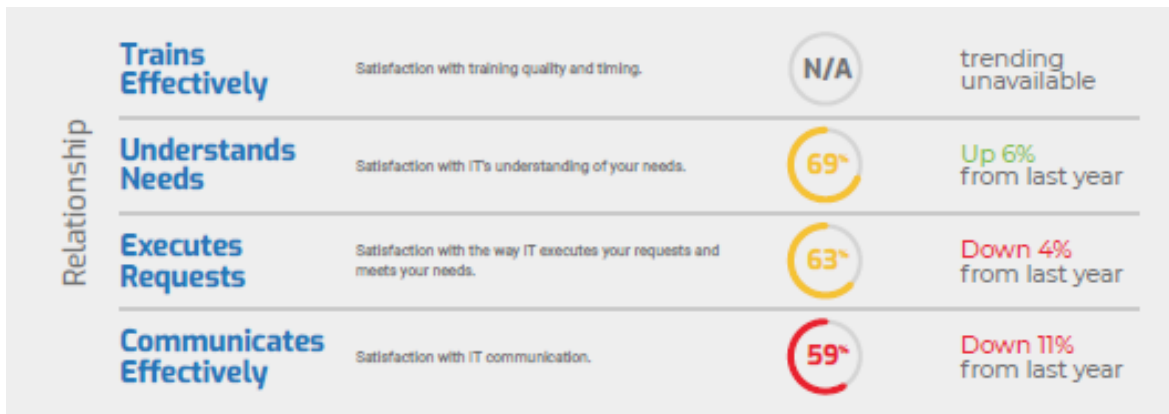 Relationship
Trains
Effectively
Satisfaction with training quality and timing.
N/A
trending
unavailable
Understands
Needs
Satisfaction with IT's understanding of your needs.
69%
Up 6%
from last year
Executes
Requests
Satisfaction with the way IT executes your requests and
meets your needs.
63%
Down 4%
from last year
Communicates
Effectively
Satisfaction with IT communication.
59%
Down 11%
from last year